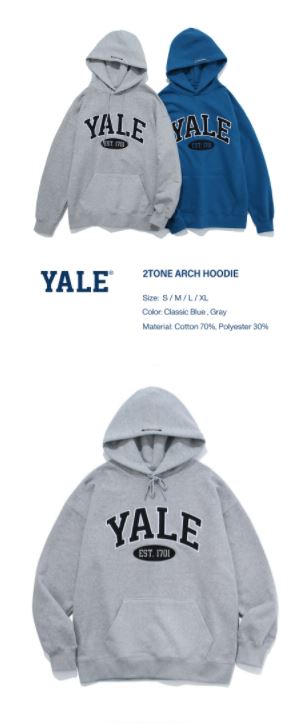 YALE
EST. 1701
YALE
EST. 1701
YALE®
2TONE ARCH HOODIE
Size: S / M / L / XL
Color: Classic Blue , Gray
Material: Cotton 70%, Polyester 30%
YALE
EST. 1701